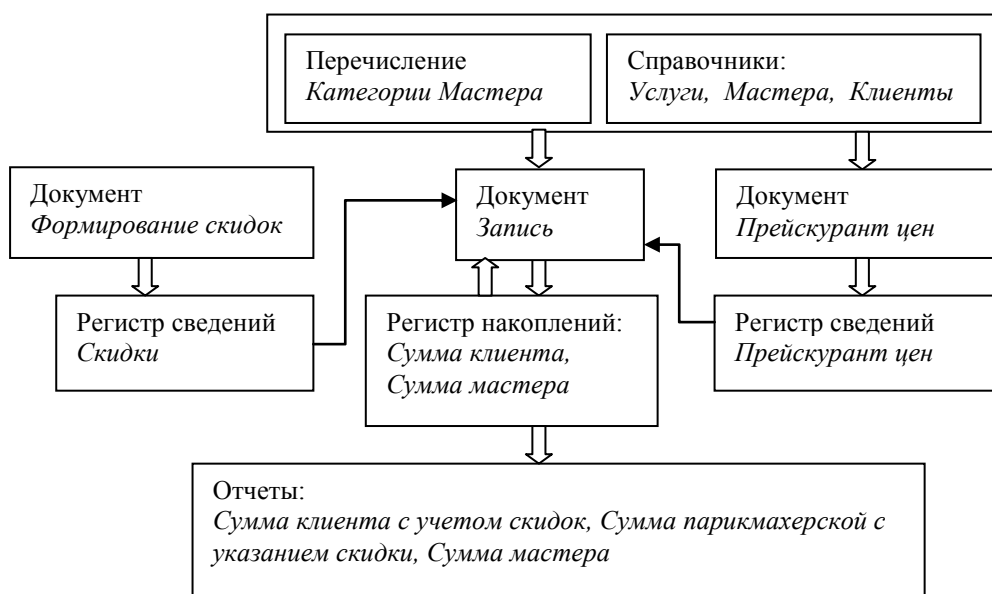 Перечисление
Категории Мастера
Справочники:
Услуги, Мастера, Клиенты
Документ
Формирование скидок
Документ
Запись
Документ
Прейскурант цен
Регистр сведений
Скидки
Регистр накоплений:
Сумма клиента,
Сумма мастера
Регистр сведений
Прейскурант цен
Отчеты:
Сумма клиента с учетом скидок, Сумма парикмахерской с
указанием скидки, Сумма мастера